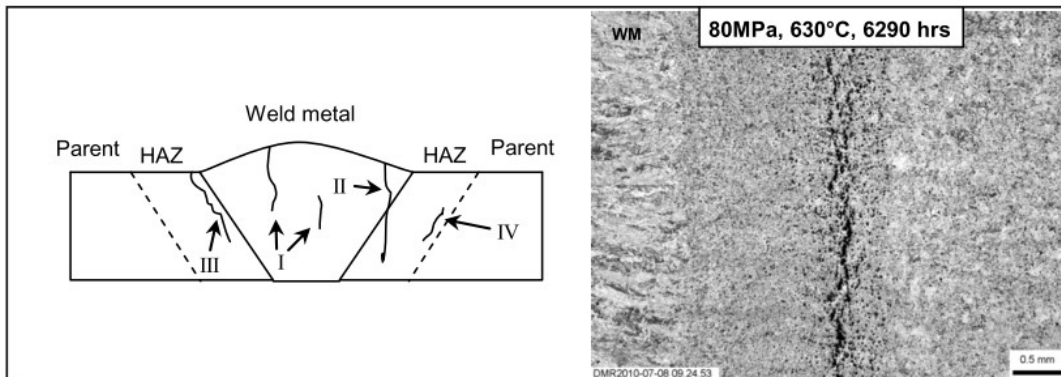 Weld metal
Parent
HAZ
HAZ
Parent
II
IV
III
I
80MPa, 630°C, 6290 hrs
WM
0.5 mm
DMR2010-07-08 09 24 53